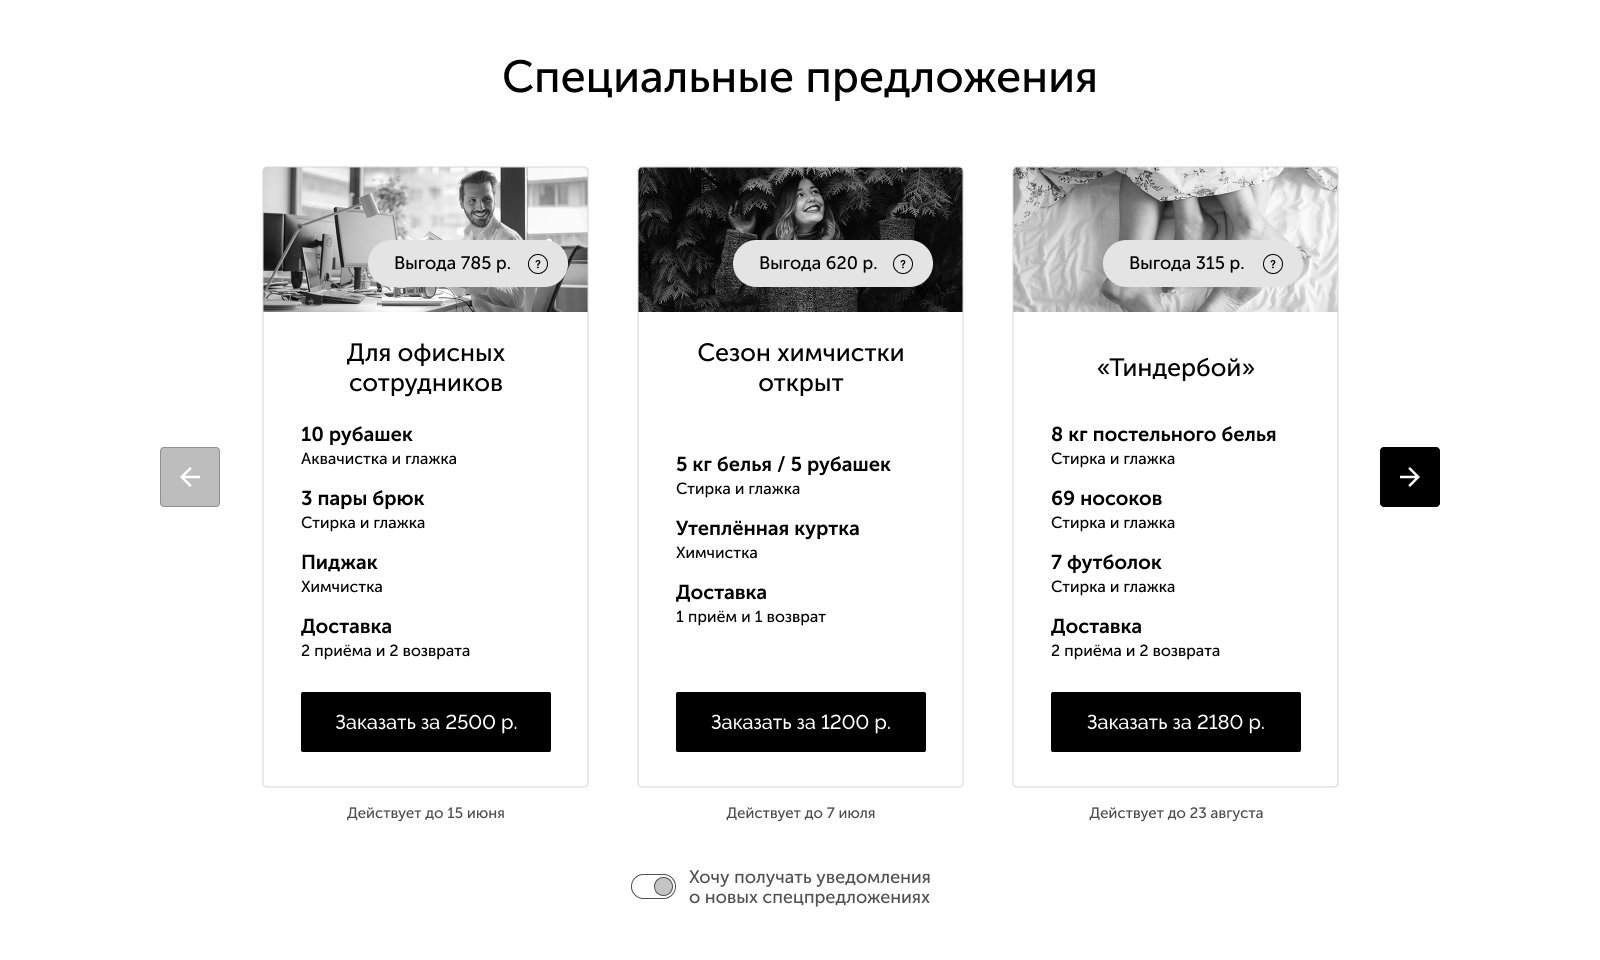 Специальные предложения
Выгода 785 р. ?
Для офисных
сотрудников
10 рубашек
Аквачистка и глажка
3 пары брюк
Стирка и глажка
Пиджак
Химчистка
Доставка
2 приёма и 2 возврата
Заказать за 2500 р.
Действует до 15 июня
Выгода 620 р. ?
Сезон химчистки
открыт
5 кг белья / 5 рубашек
Стирка и глажка
Утеплённая куртка
Химчистка
Доставка
1 приём и 1 возврат
Заказать за 1200 р.
Действует до 7 июля
Выгода 315 р. ?
«Тиндербой»
8 кг постельного белья
Стирка и глажка
69 носоков
Стирка и глажка
7 футболок
Стирка и глажка
Доставка
2 приёма и 2 возврата
Заказать за 2180 р.
Действует до 23 августа
Хочу получать уведомления
о новых спецпредложениях